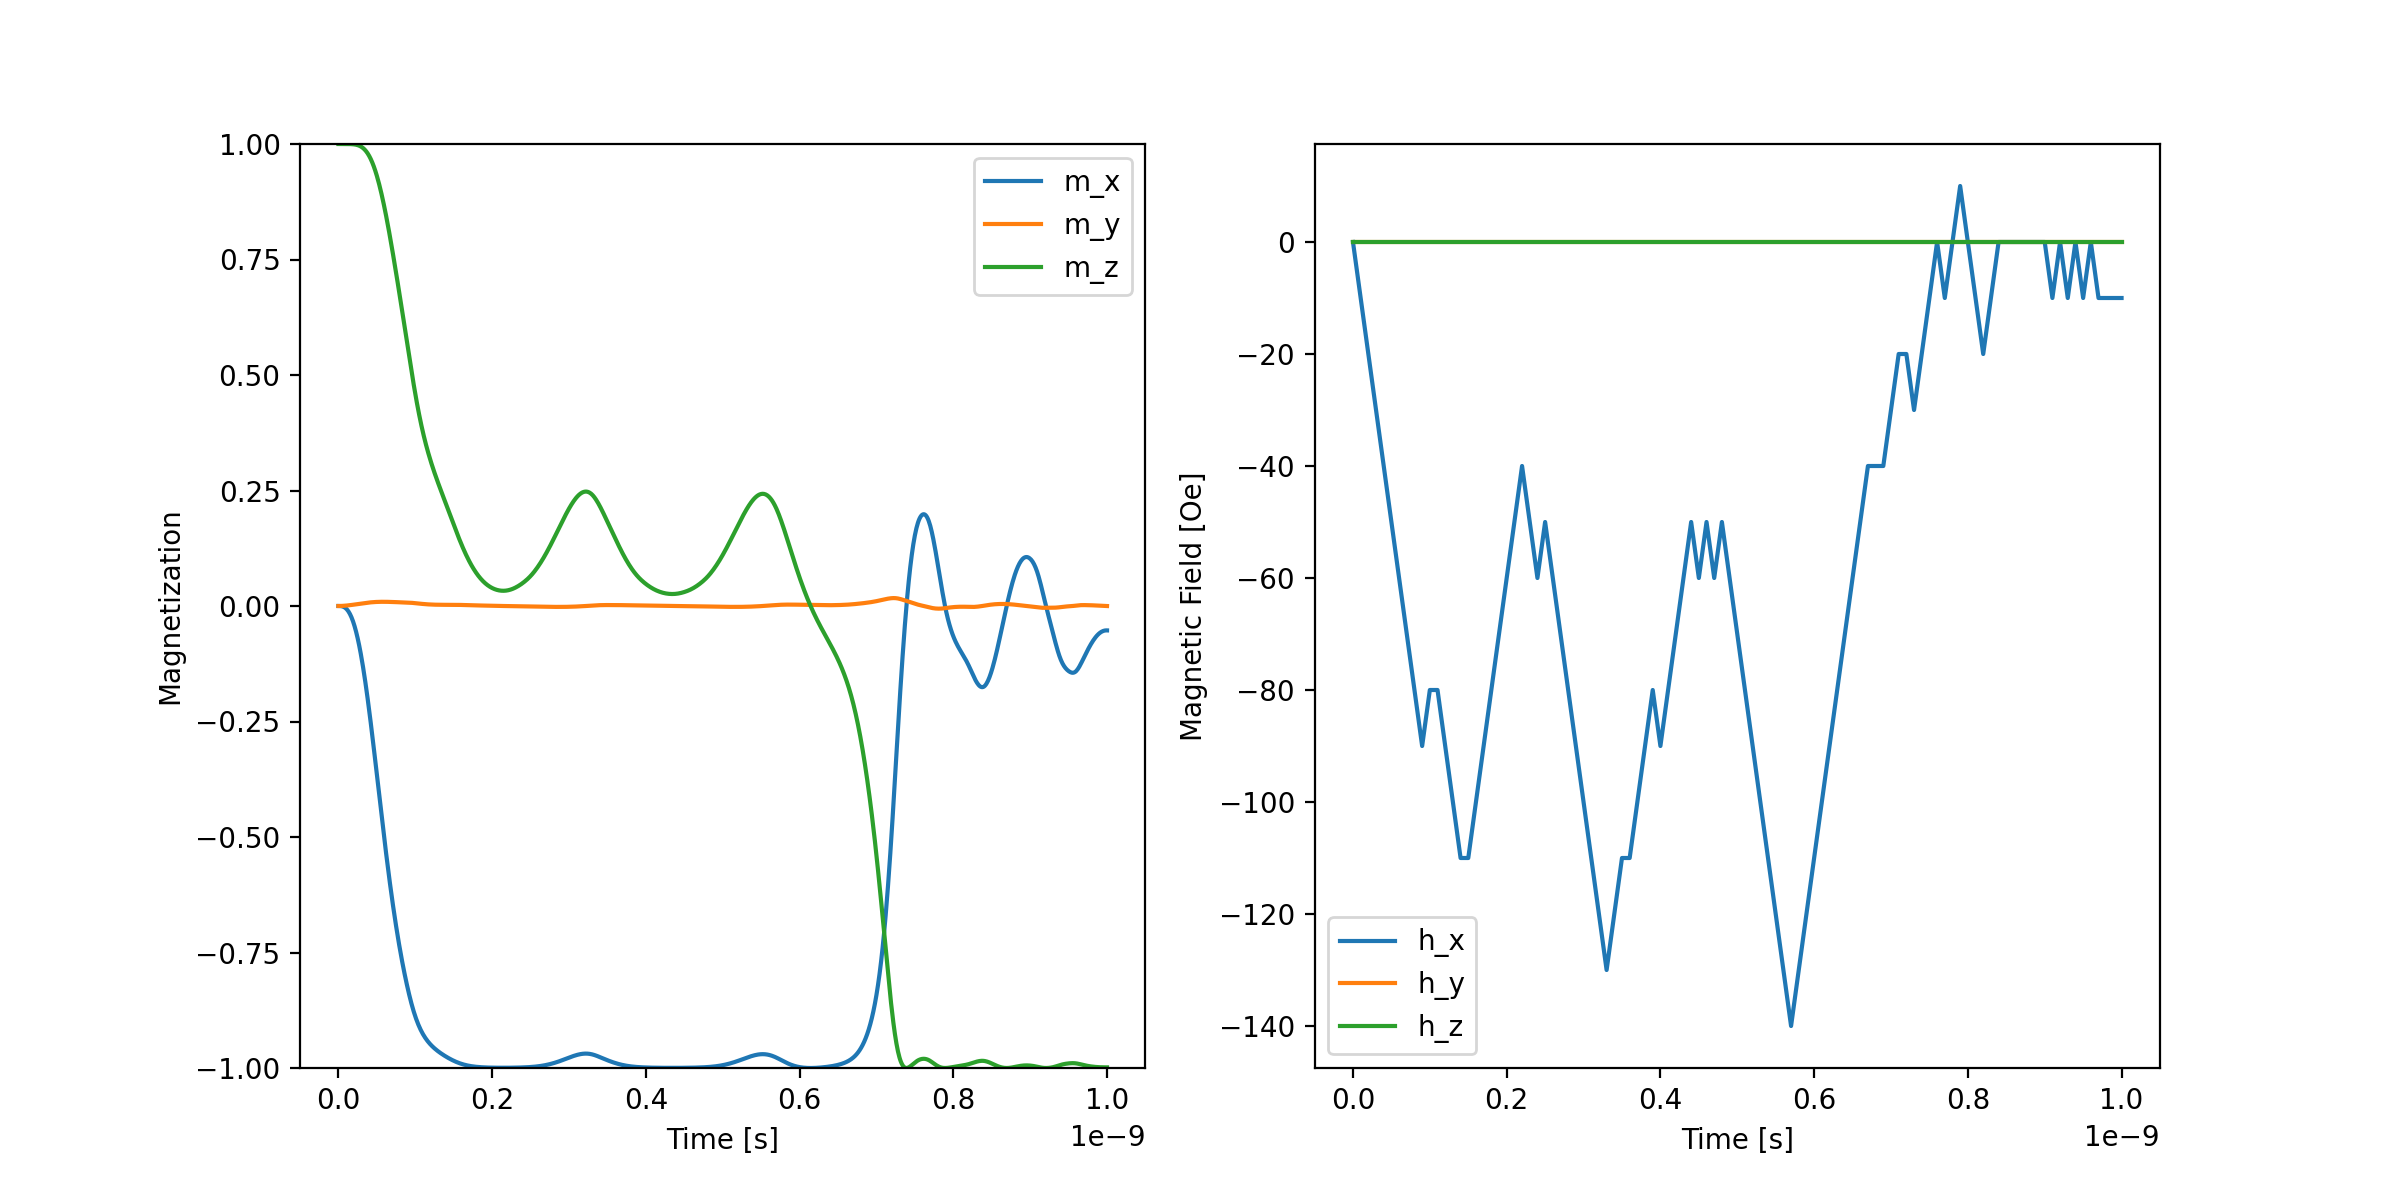 Magnetization
1.00
0.75
0.50
0.25
0.00
−0.25
−0.50
−0.75
−1.00
m_x
m_y
m_z
0.0 0.2 0.4 0.6 0.8 1.0
Time [s]
1e−9
Magnetic Field [Oe]
0
−20
−40
−60
−80
−100
−120
−140
h_x
h_y
h_z
0.0 0.2 0.4 0.6 0.8 1.0
Time [s]
1e−9